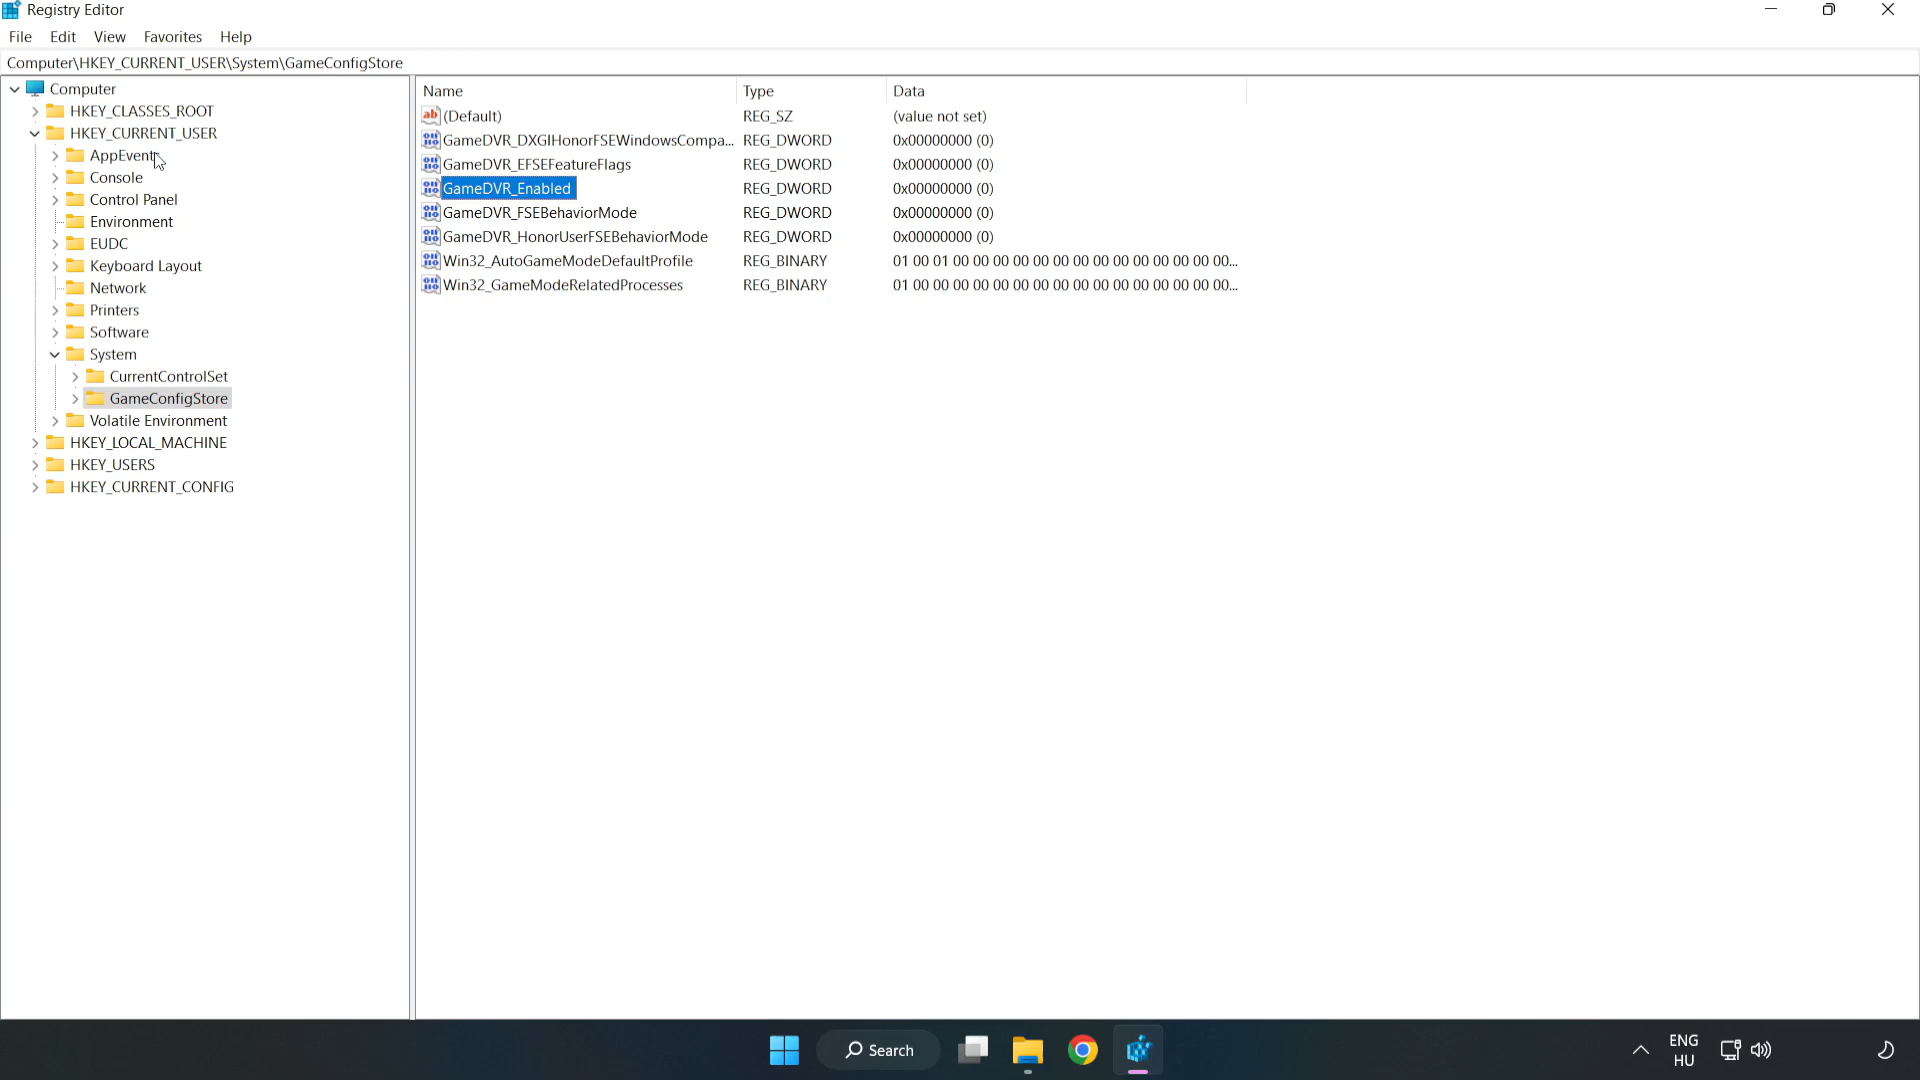 Registry Editor
File Edit View Favorites Help
Computer\HKEY_CURRENT_USER\System\GameConfigStore
Computer
HKEY_CLASSES_ROOT
HKEY_CURRENT_USER
AppEvents
Console
Control Panel
Environment
EUDC
Keyboard Layout
Network
Printers
Software
System
CurrentControlSet
GameConfigStore
Volatile Environment
HKEY_LOCAL_MACHINE
HKEY_USERS
HKEY_CURRENT_CONFIG
Name Type Data
(Default) REG_SZ (value not set)
GameDVR_DXGIHonorFSEWindowsCompa... REG_DWORD 0x00000000 (0)
GameDVR_EFSEFeatureFlags REG_DWORD 0x00000000 (0)
GameDVR_Enabled REG_DWORD 0x00000000 (0)
GameDVR_FSEBehaviorMode REG_DWORD 0x00000000 (0)
GameDVR_HonorUserFSEBehaviorMode REG_DWORD 0x00000000 (0)
Win32_AutoGameModeDefaultProfile REG_BINARY 01 00 01 00 00 00 00 00 00 00 00 00 00 00 00 00 00...
Win32_GameModeRelatedProcesses REG_BINARY 01 00 00 00 00 00 00 00 00 00 00 00 00 00 00 00 00...
Search
ENG
HU